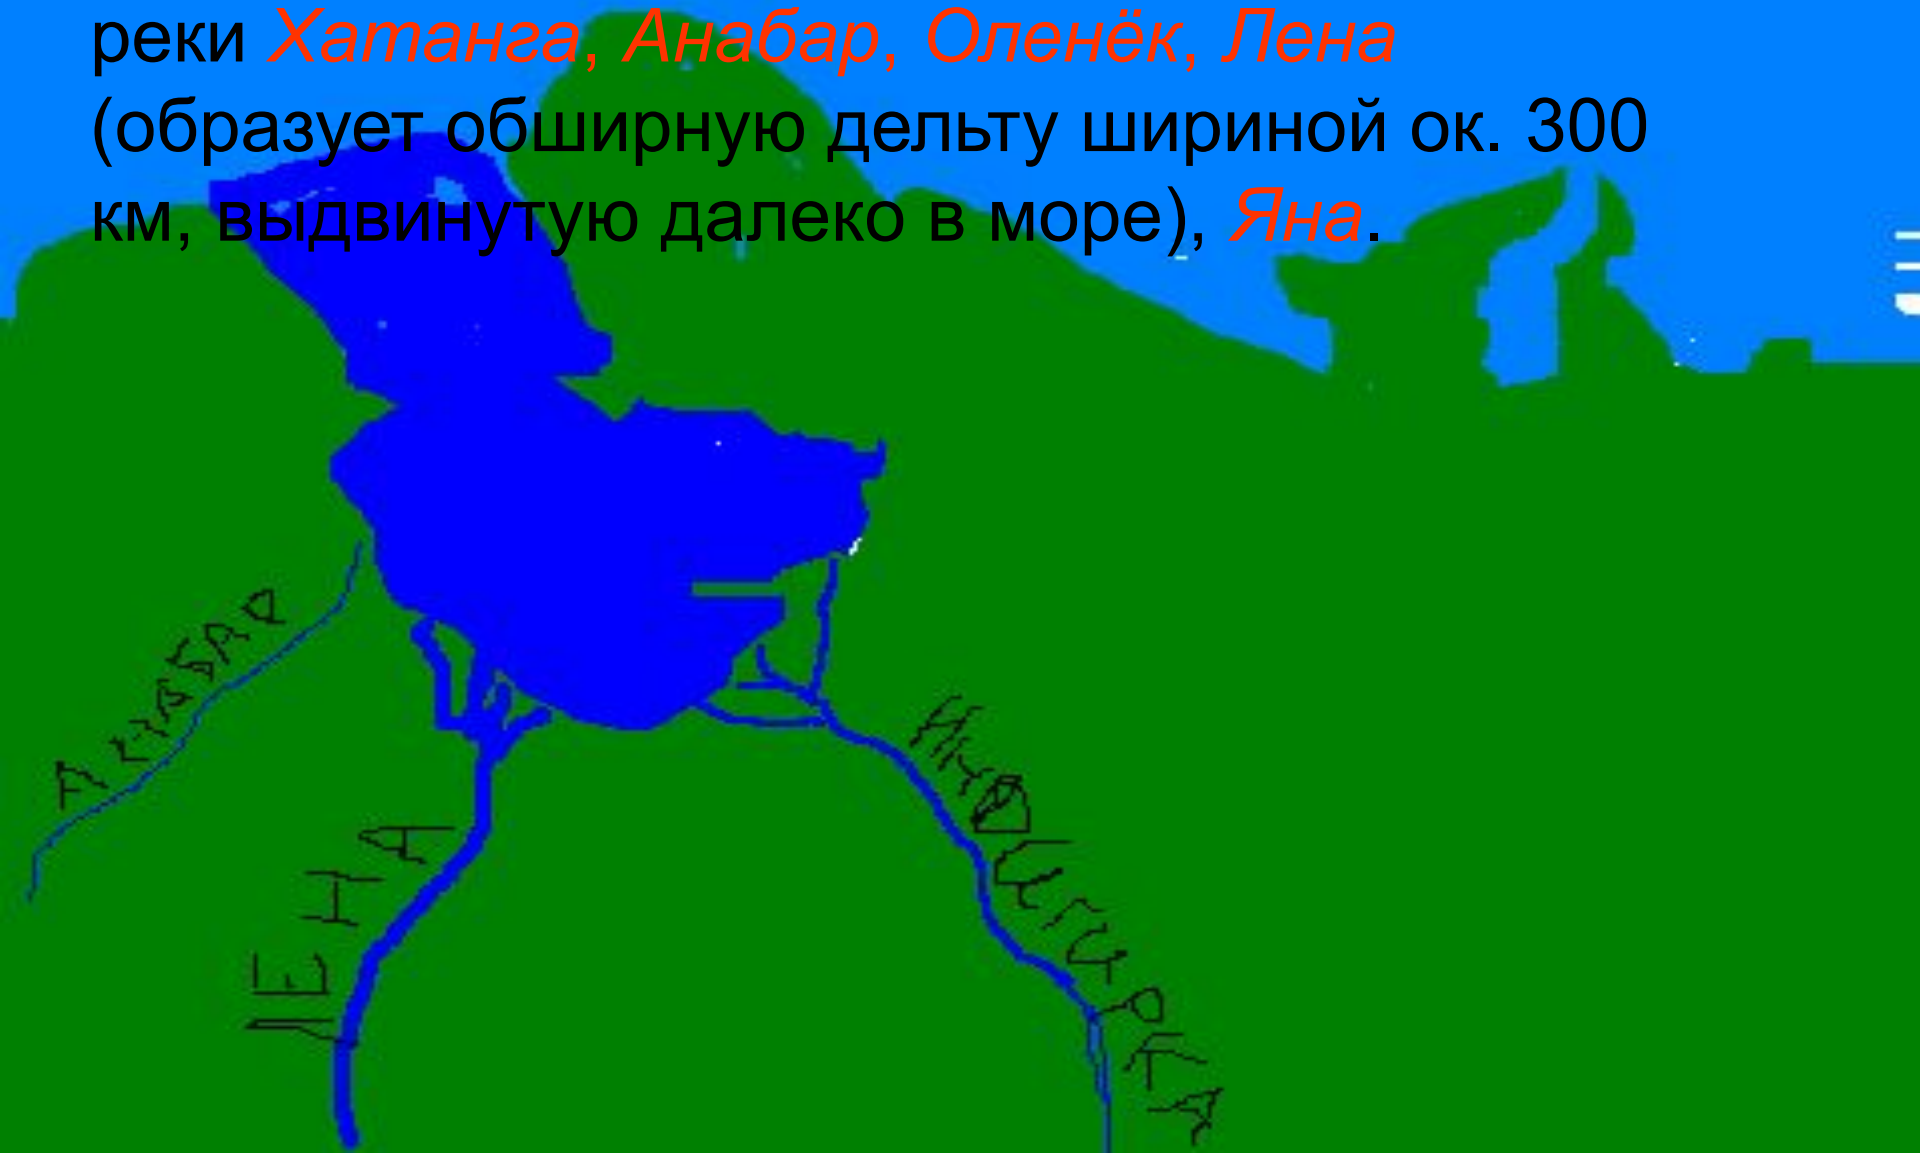 реки Хатанга, Анабар, Оленёк, Лена
(образует обширную дельту шириной ок. 300
км, выдвинутую далеко в море), Яна.
АНАБАР
ЛЕНА
ИНДИГИРКА